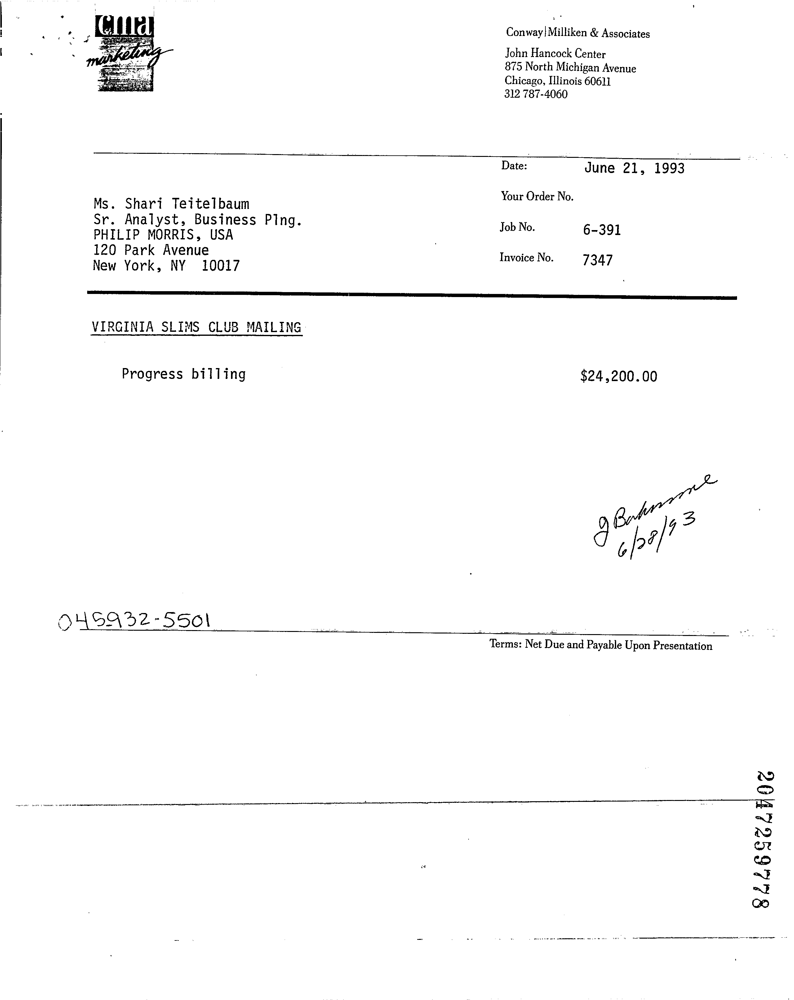 cma
marketing
Conway | Milliken & Associates
John Hancock Center
875 North Michigan Avenue
Chicago, Illinois 60611
312 787-4060
Date: June 21, 1993
Ms. Shari Teitelbaum
Sr. Analyst, Business Plng.
PHILIP MORRIS, USA
120 Park Avenue
New York, NY 10017
Your Order No.
Job No. 6-391
Invoice No. 7347
VIRGINIA SLIMS CLUB MAILING
Progress billing $24,200.00
6/28/93
045932-5501
Terms: Net Due and Payable Upon Presentation
2047259778